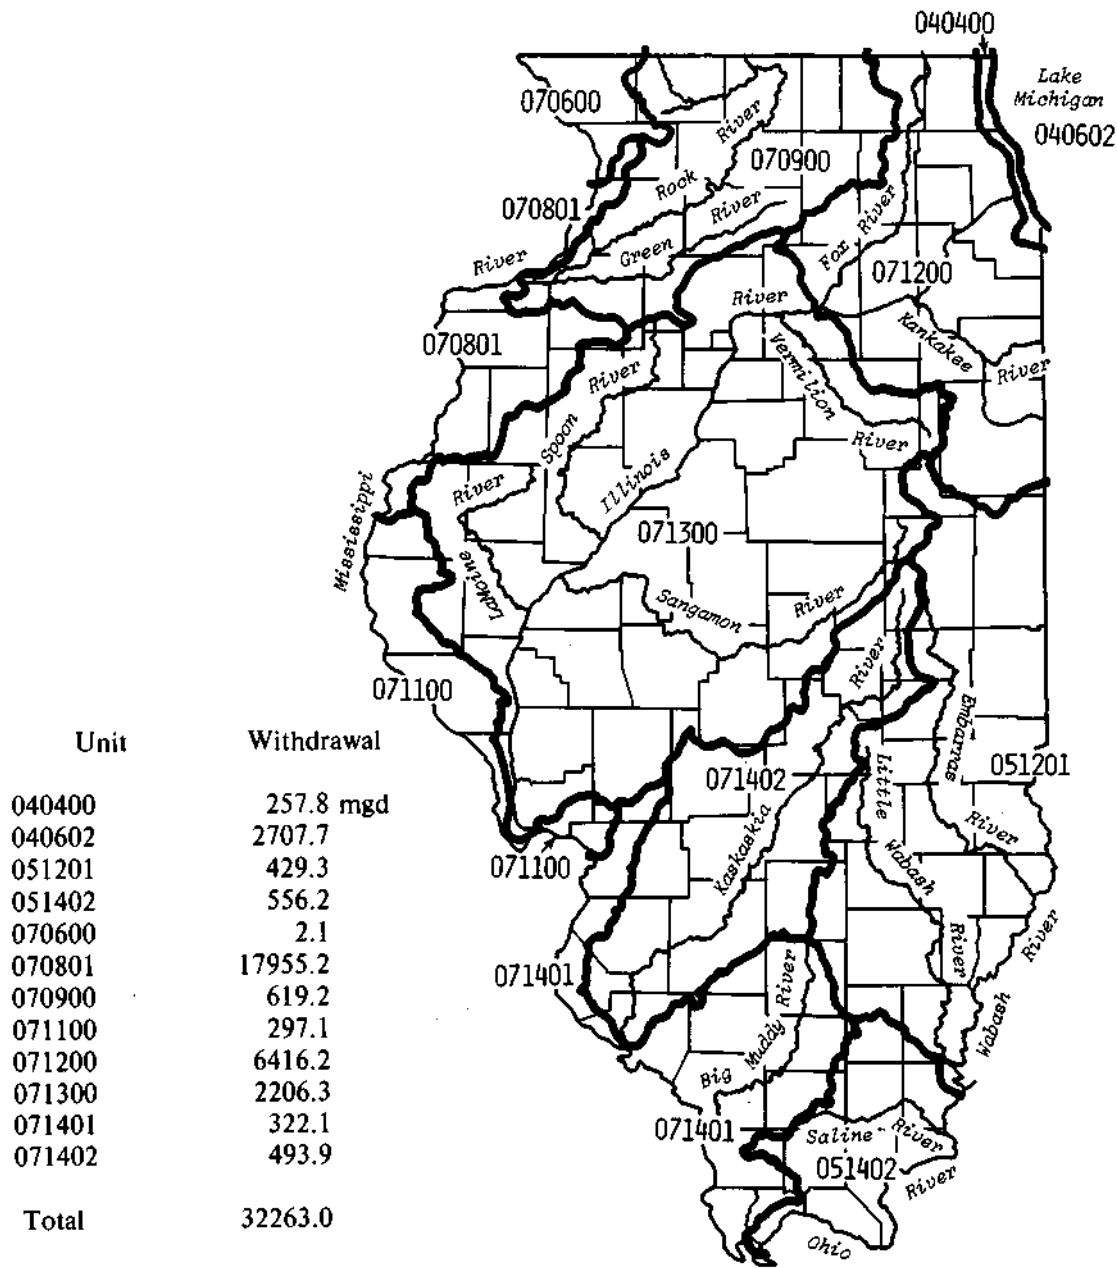 040400
Lake
Michigan
040602
070600
River
070900
Rock
River
070801
Green
Fox River
River
071200
River
070801
Kankakee
River
Vermilion
River
River
Spoon
Illinois
River
Mississippi
071300
LaMoine
Sangamon
River
River
071100
Embarras
051201
071402
Little
River
Kaskaskia
Wabash
071100
River
River
071401
River
Wabash
Big Muddy
071401
Saline River
051402
River
Ohio
Unit Withdrawal
040400 257.8 mgd
040602 2707.7
051201 429.3
051402 556.2
070600 2.1
070801 17955.2
070900 619.2
071100 297.1
071200 6416.2
071300 2206.3
071401 322.1
071402 493.9
Total 32263.0